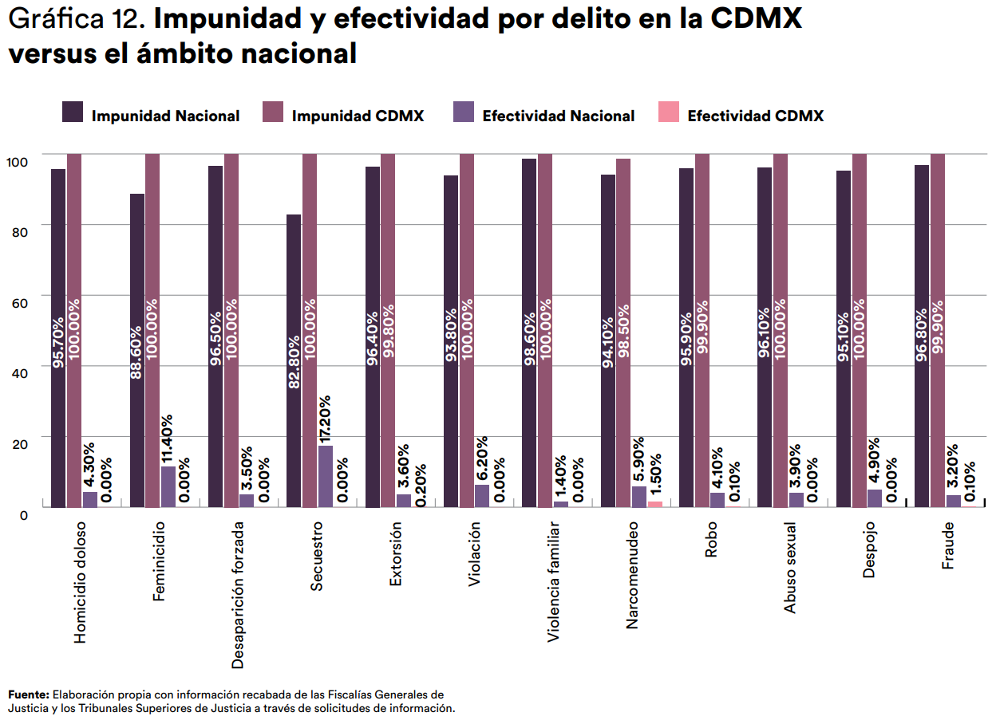 Gráfica 12. Impunidad y efectividad por delito en la CDMX
versus el ámbito nacional
Impunidad Nacional
Impunidad CDMX
Efectividad Nacional
Efectividad CDMX
100
80
60
40
20
0
95.70%
100.00%
4.30%
0.00%
88.60%
100.00%
11.40%
0.00%
96.50%
100.00%
3.50%
0.00%
82.80%
100.00%
17.20%
0.00%
96.40%
99.80%
3.60%
0.20%
93.80%
100.00%
6.20%
0.00%
98.60%
100.00%
1.40%
0.00%
94.10%
98.50%
5.90%
1.50%
95.90%
99.90%
4.10%
0.10%
96.10%
100.00%
3.90%
0.00%
95.10%
100.00%
4.90%
0.00%
96.80%
99.90%
3.20%
0.10%
Homicidio doloso
Feminicidio
Desaparición forzada
Secuestro
Extorsión
Violación
Violencia familiar
Narcomenudeo
Robo
Abuso sexual
Despojo
Fraude
Fuente: Elaboración propia con información recabada de las Fiscalías Generales de
Justicia y los Tribunales Superiores de Justicia a través de solicitudes de información.